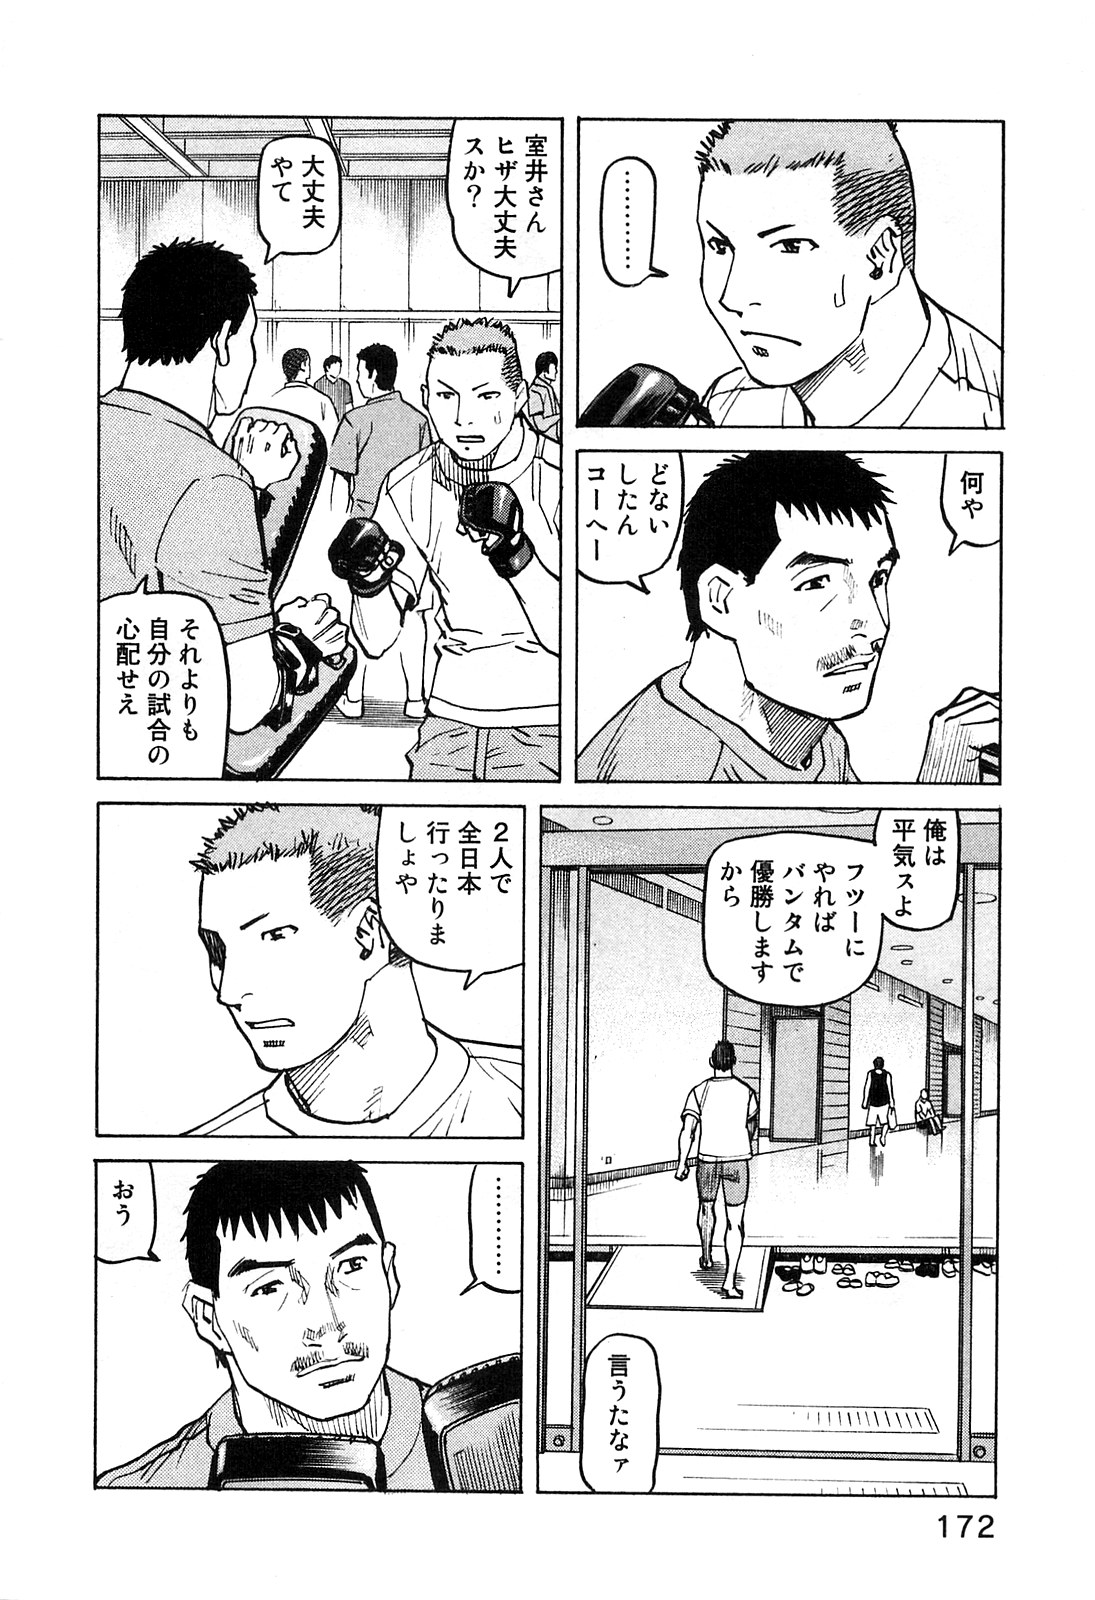 ………
何や
どない
したん
コーヘー
室井さん
ヒザ大丈夫
スか？
大丈夫
やて
それよりも
自分の試合の
心配せえ
俺は
平気スよ
フツーに
やれば
バンタムで
優勝します
から
言うたなァ
２人で
全日本
行ったりま
しょや
………
おう
172